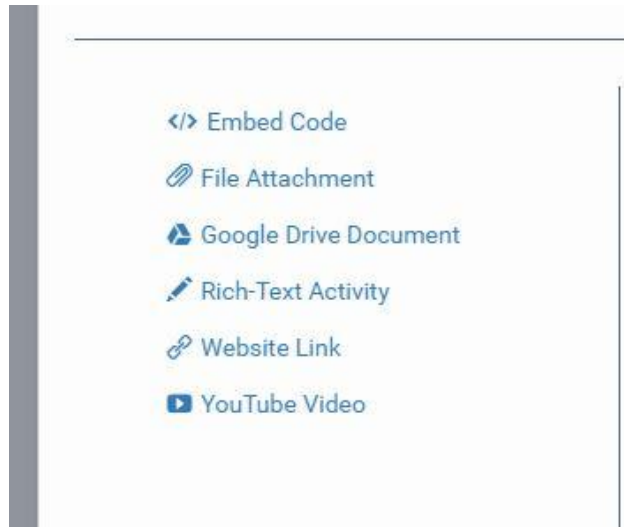 Embed Code
File Attachment
Google Drive Document
Rich-Text Activity
Website Link
YouTube Video